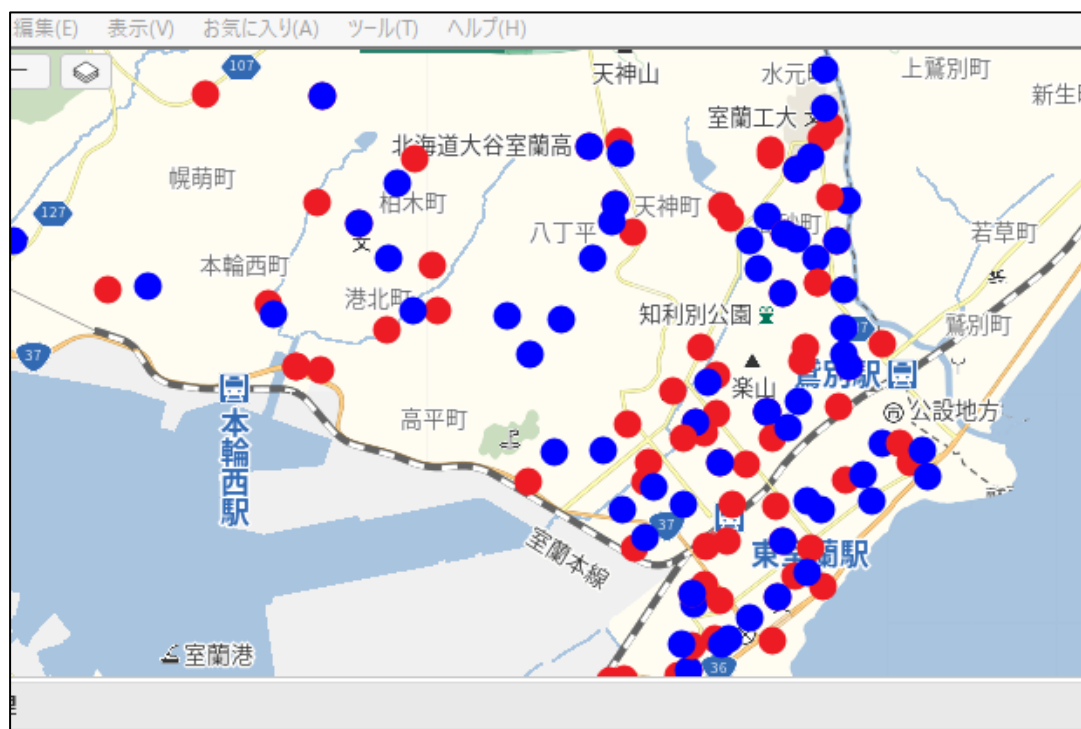 編集(E) 表示(V) お気に入り(A) ツール(T) ヘルプ(H)
107
天神山
上鷲別町
新生
室蘭工大
北海道大谷室蘭高
幌萌町
柏木町
127
天神町
八丁平
若草町
本輪西町
港北町
知利別公園
鷲別町
37
楽山
鷲別駅
公設地方
高平町
本輪西駅
37
東室蘭駅
室蘭本線
室蘭港
36